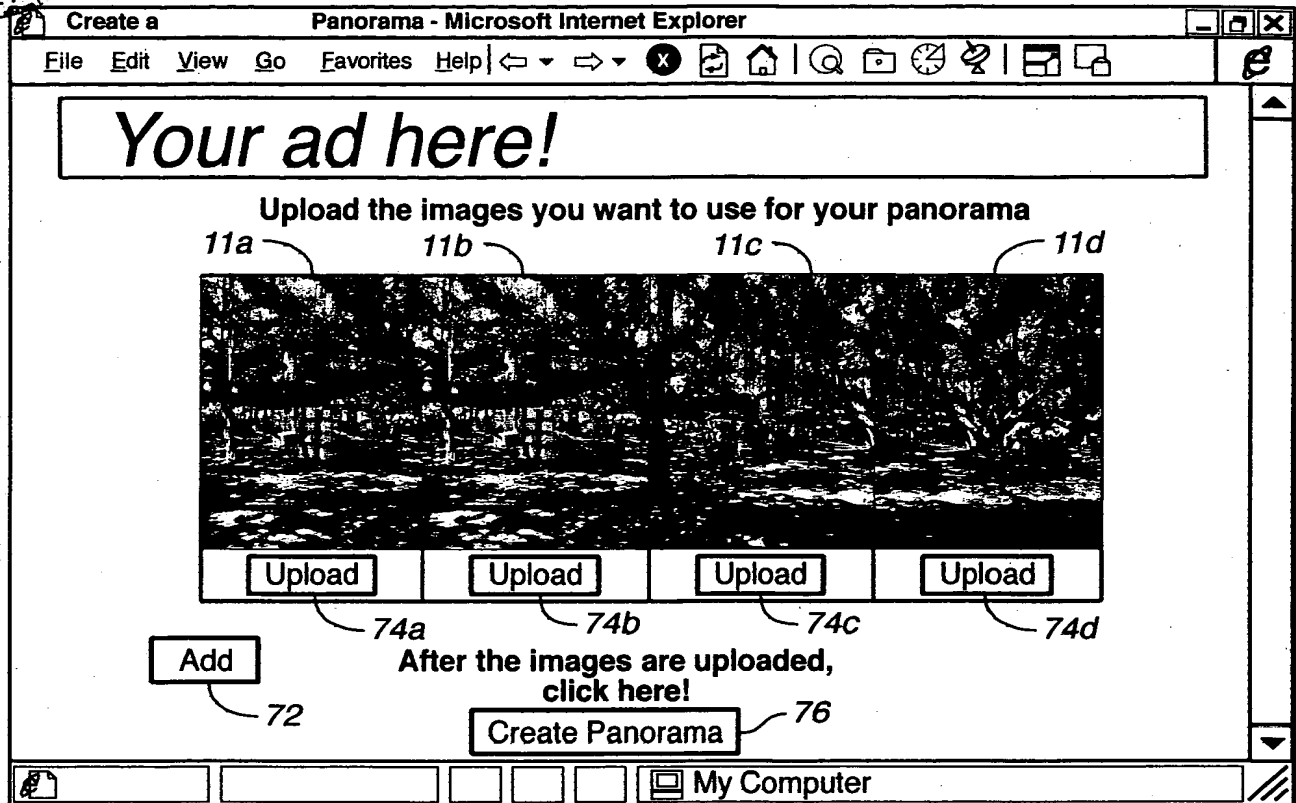 Create a Panorama - Microsoft Internet Explorer
File Edit View Go Favorites Help
Your ad here!
Upload the images you want to use for your panorama
11a 11b 11c 11d
Upload Upload Upload Upload
74a 74b 74c 74d
Add After the images are uploaded,
click here!
72 76
Create Panorama
My Computer